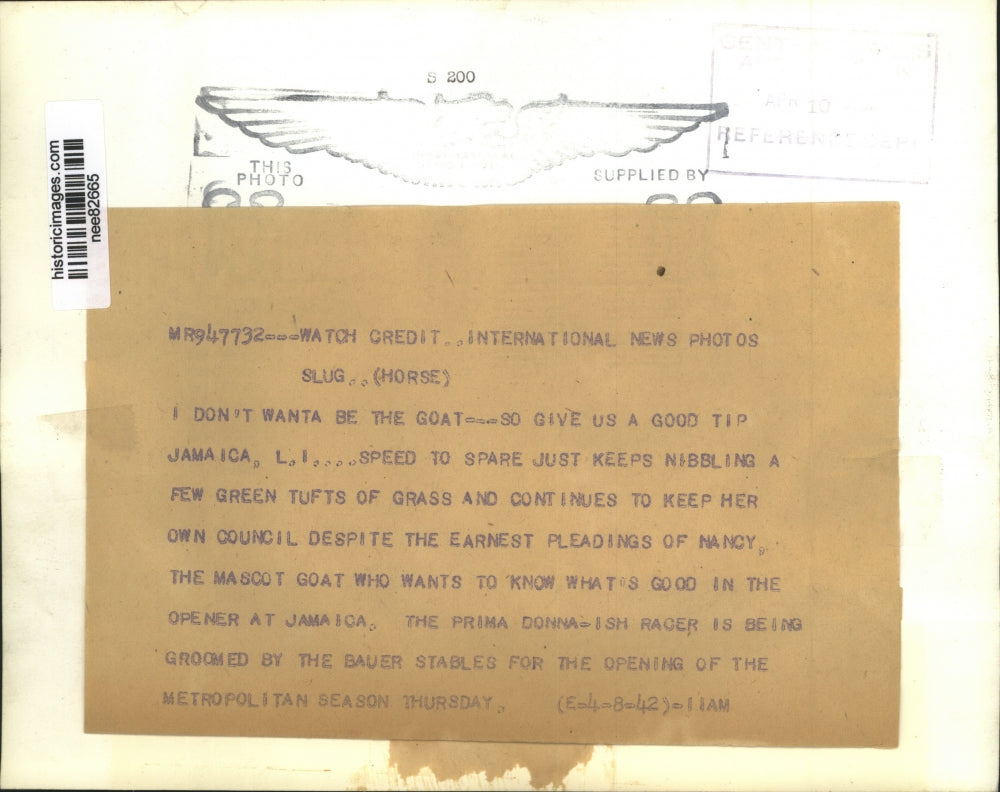 S 200
APR 10
REFERENCE DEPT
THIS
PHOTO
SUPPLIED BY
historicimages.com
nee82665
MR947732---WATCH CREDIT..INTERNATIONAL NEWS PHOTOS
SLUG..(HORSE)
I DON'T WANTA BE THE GOAT---SO GIVE US A GOOD TIP
JAMAICA, L.I....SPEED TO SPARE JUST KEEPS NIBBLING A
FEW GREEN TUFTS OF GRASS AND CONTINUES TO KEEP HER
OWN COUNCIL DESPITE THE EARNEST PLEADINGS OF NANCY,
THE MASCOT GOAT WHO WANTS TO KNOW WHAT'S GOOD IN THE
OPENER AT JAMAICA. THE PRIMA DONNA-ISH RACER IS BEING
GROOMED BY THE BAUER STABLES FOR THE OPENING OF THE
METROPOLITAN SEASON THURSDAY. (E-4-8-42)-11AM